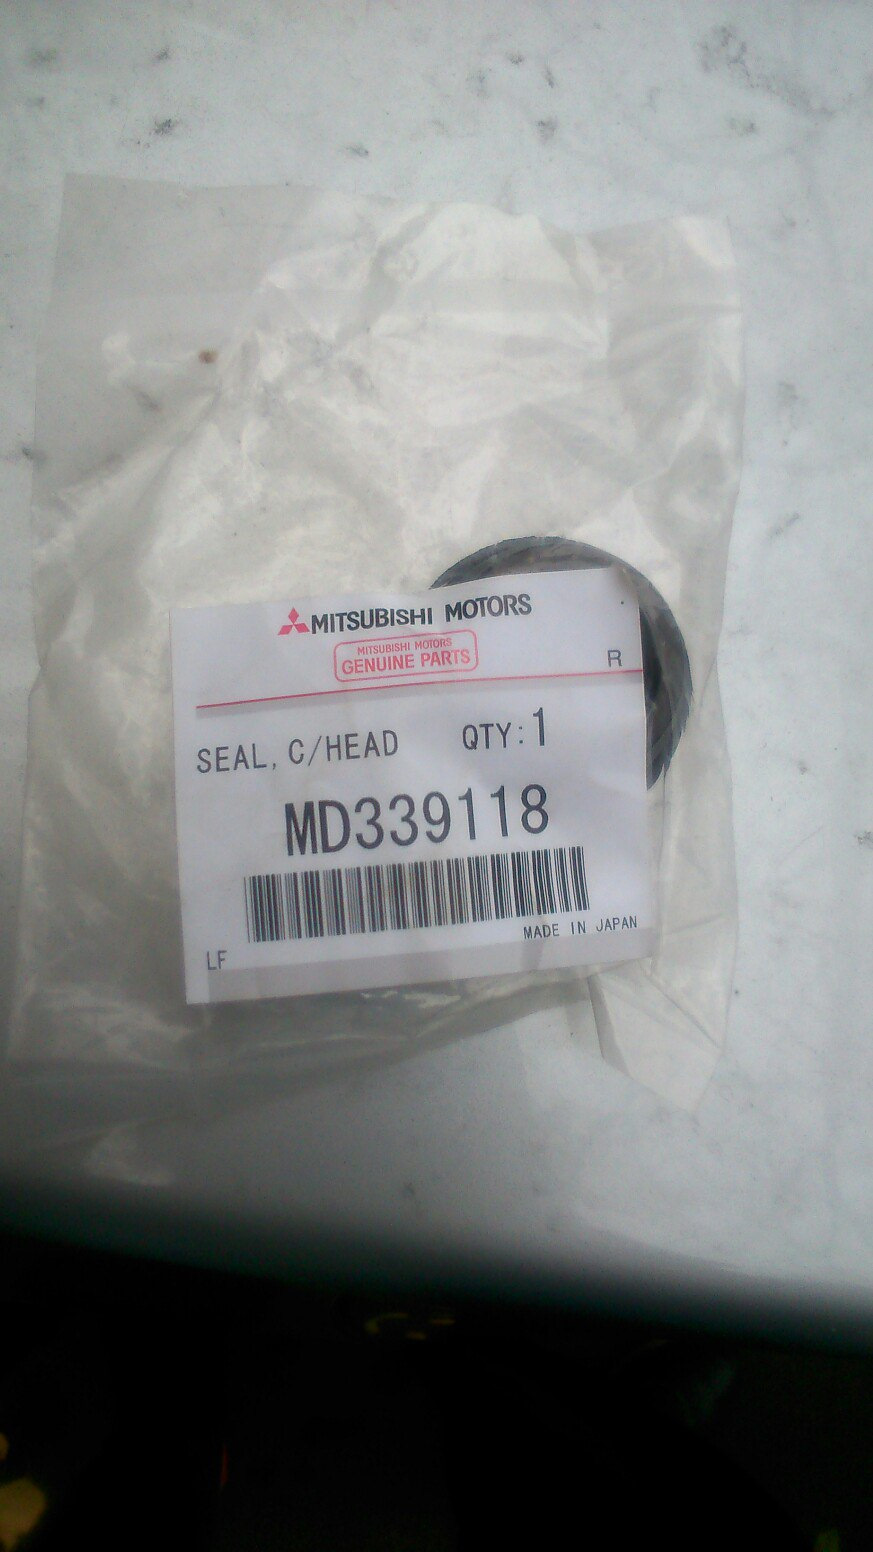 MITSUBISHI MOTORS
MITSUBISHI MOTORS
GENUINE PARTS
R
SEAL, C/HEAD QTY: 1
MD339118
MADE IN JAPAN
LF